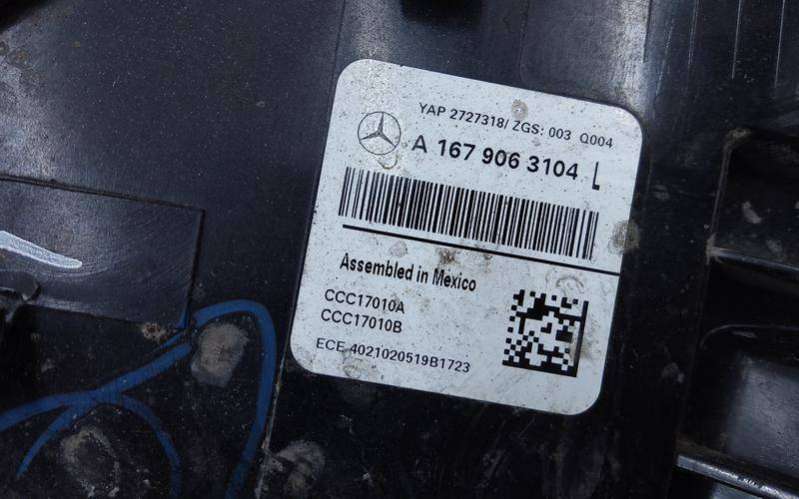 YAP 2727318/ ZGS: 003 Q004
A 167 906 3104 L
Assembled in Mexico
CCC17010A
CCC17010B
ECE 4021020519B1723